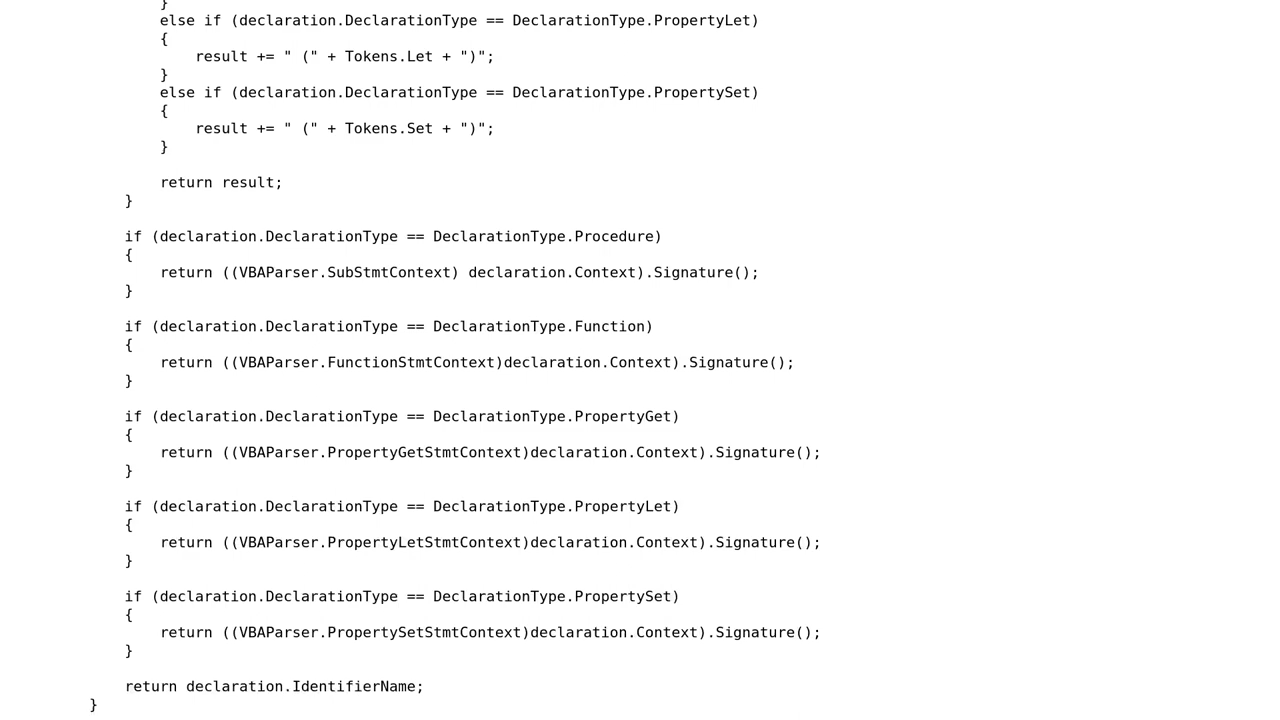 }
else if (declaration.DeclarationType == DeclarationType.PropertyLet)
{
result += " (" + Tokens.Let + ")";
}
else if (declaration.DeclarationType == DeclarationType.PropertySet)
{
result += " (" + Tokens.Set + ")";
}
return result;
}
if (declaration.DeclarationType == DeclarationType.Procedure)
{
return ((VBAParser.SubStmtContext) declaration.Context).Signature();
}
if (declaration.DeclarationType == DeclarationType.Function)
{
return ((VBAParser.FunctionStmtContext)declaration.Context).Signature();
}
if (declaration.DeclarationType == DeclarationType.PropertyGet)
{
return ((VBAParser.PropertyGetStmtContext)declaration.Context).Signature();
}
if (declaration.DeclarationType == DeclarationType.PropertyLet)
{
return ((VBAParser.PropertyLetStmtContext)declaration.Context).Signature();
}
if (declaration.DeclarationType == DeclarationType.PropertySet)
{
return ((VBAParser.PropertySetStmtContext)declaration.Context).Signature();
}
return declaration.IdentifierName;
}